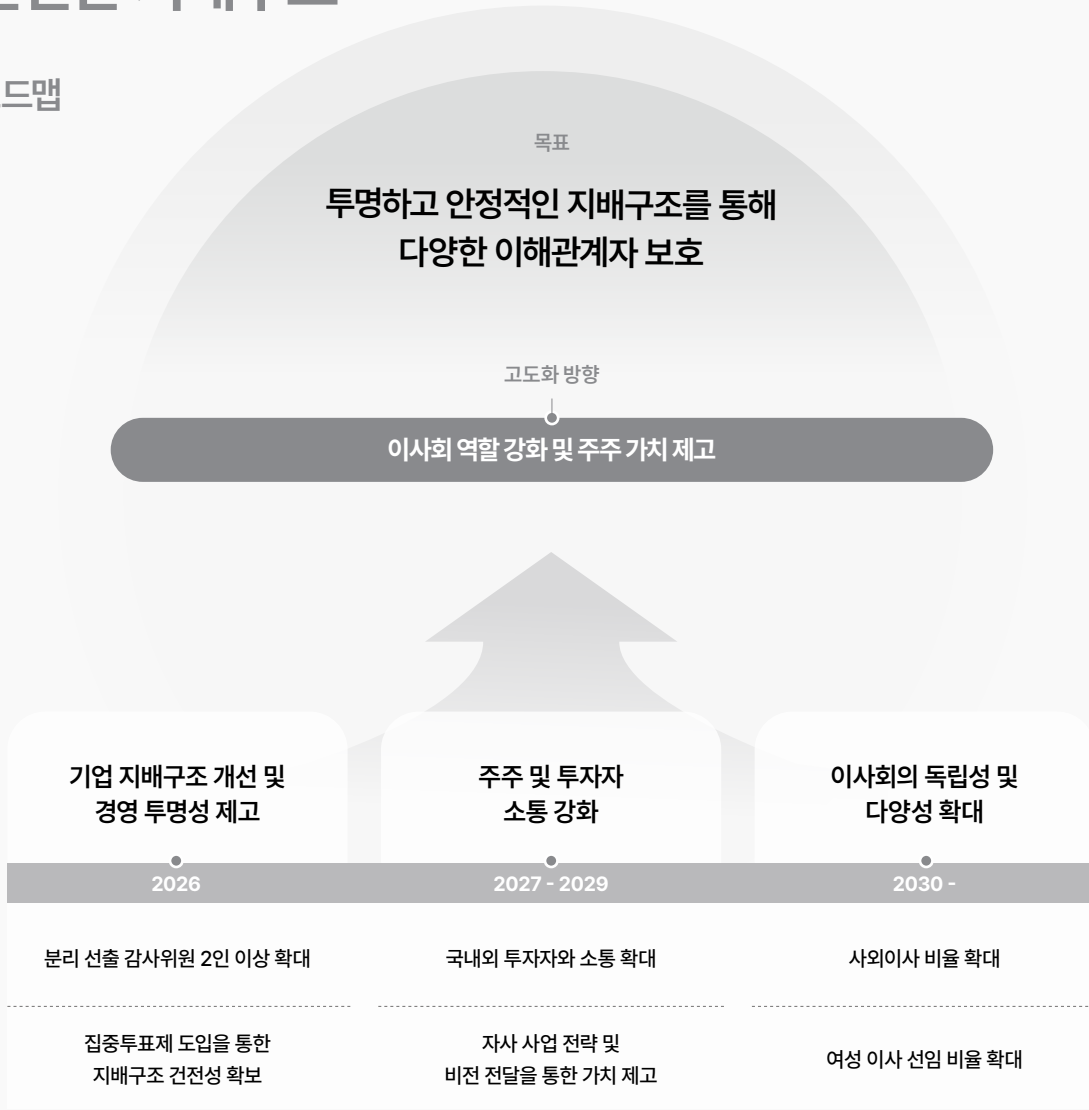 드맵
목표
투명하고 안정적인 지배구조를 통해
다양한 이해관계자 보호
고도화 방향
이사회 역할 강화 및 주주 가치 제고
기업 지배구조 개선 및
경영 투명성 제고
주주 및 투자자
소통 강화
이사회의 독립성 및
다양성 확대
2026
2027 - 2029
2030 -
분리 선출 감사위원 2인 이상 확대
국내외 투자자와 소통 확대
사외이사 비율 확대
집중투표제 도입을 통한
지배구조 건전성 확보
자사 사업 전략 및
비전 전달을 통한 가치 제고
여성 이사 선임 비율 확대